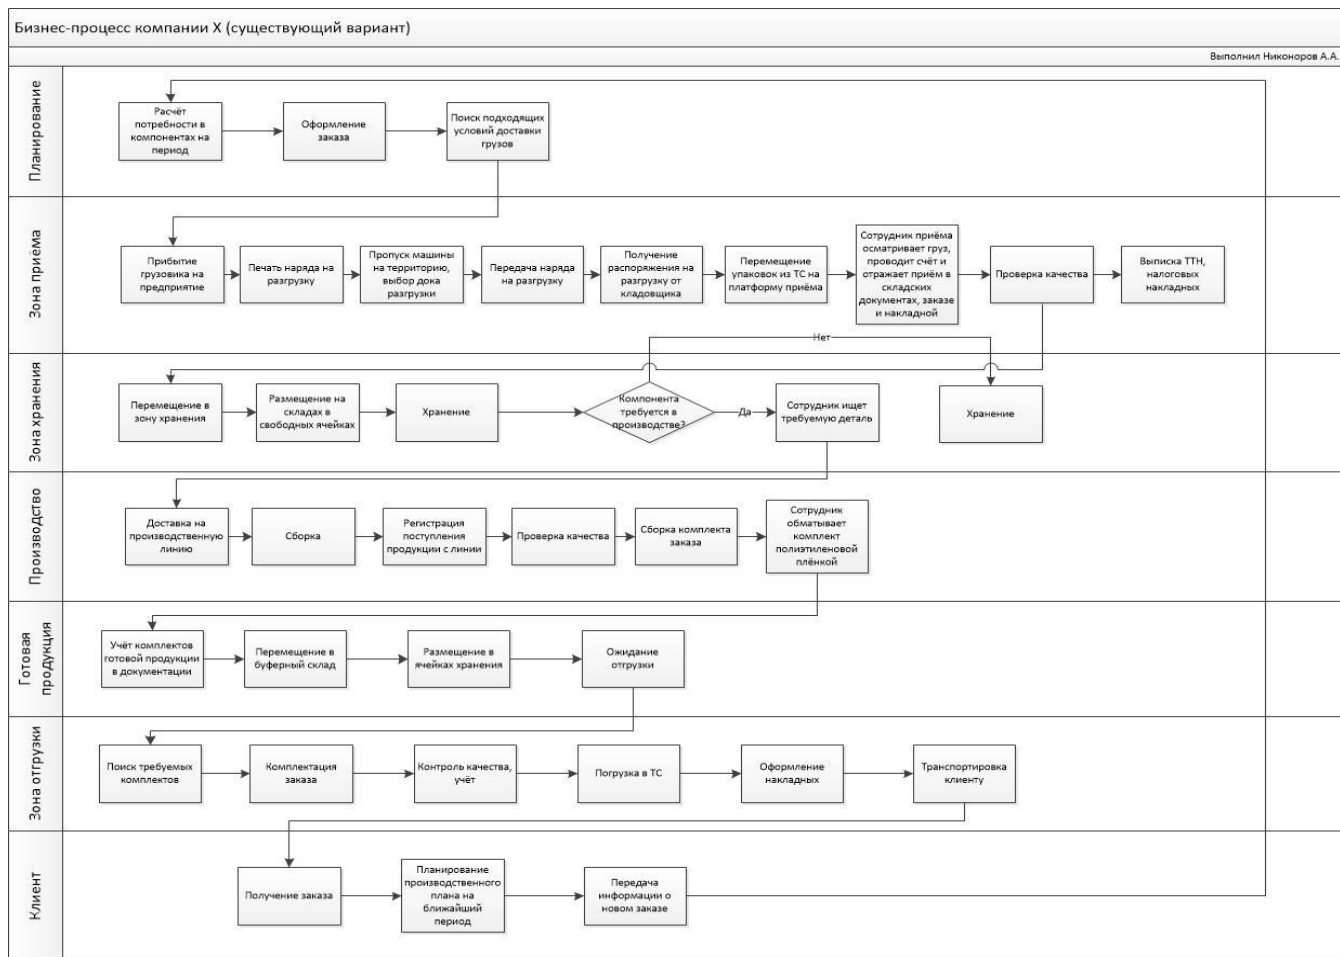 Бизнес-процесс компании X (существующий вариант)
Выполнил Никоноров А.А.
Планирование
Расчёт
потребности в
компонентах на
период
Оформление
заказа
Поиск подходящих
условий доставки
грузов
Зона приёма
Прибытие
грузовика на
предприятие
Печать наряда на
разгрузку
Пропуск машины
на территорию,
выбор дока
разгрузки
Передача наряда
на разгрузку
Получение
распоряжения на
разгрузку от
кладовщика
Перемещение
упаковок из ТС на
платформу приёма
Сотрудник приёма
осматривает груз,
проводит счёт и
отражает приём в
складских
документах, заказе
и накладной
Проверка качества
Выписка ТТН,
налоговых
накладных
Зона хранения
Перемещение в
зону хранения
Размещение на
складах в
свободных ячейках
Хранение
Компонента
требуется в
производстве?
Нет
Да
Сотрудник ищет
требуемую деталь
Хранение
Производство
Доставка на
производственную
линию
Сборка
Регистрация
поступления
продукции с линии
Проверка качества
Сборка комплекта
заказа
Сотрудник
обматывает
комплект
полиэтиленовой
плёнкой
Готовая
продукция
Учёт комплектов
готовой продукции
в документации
Перемещение в
буферный склад
Размещение в
ячейках хранения
Ожидание
отгрузки
Зона отгрузки
Поиск требуемых
комплектов
Комплектация
заказа
Контроль качества,
учёт
Погрузка в ТС
Оформление
накладных
Транспортировка
клиенту
Клиент
Получение заказа
Планирование
производственного
плана на
ближайший
период
Передача
информации о
новом заказе